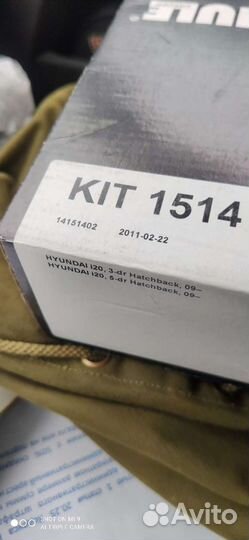 HULE
KIT 1514
14151402 2011-02-22
HYUNDAI i20, 3-dr Hatchback, 09–
HYUNDAI i20, 5-dr Hatchback, 09–
SHOT ON MI 9
AI TRIPLE CAMERA
Avito